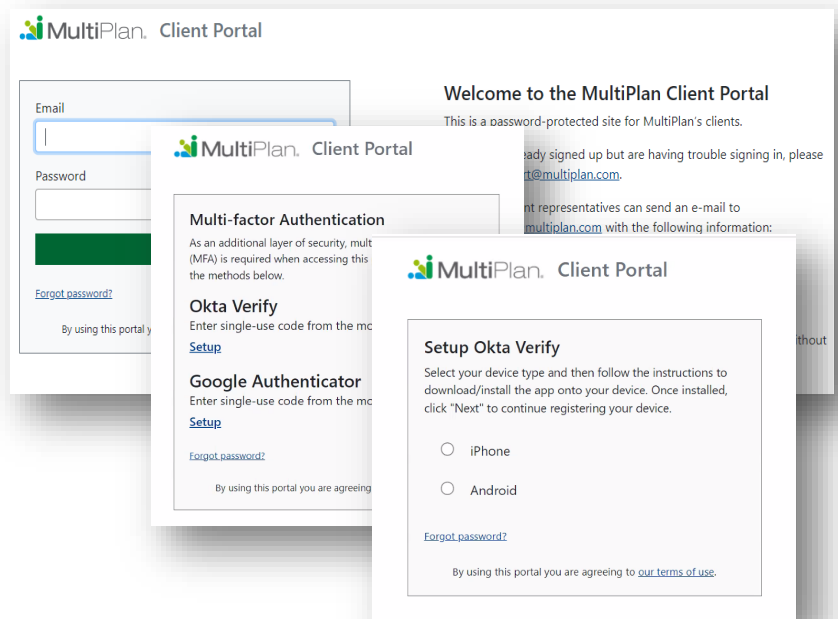 MultiPlan. Client Portal
Email
Password
Forgot password?
By using this portal
Welcome to the MultiPlan Client Portal
This is a password-protected site for MultiPlan's clients.
signed up but are having trouble signing in, please
@multiplan.com.
representatives can send an e-mail to
multiplan.com with the following information:
MultiPlan. Client Portal
Multi-factor Authentication
As an additional layer of security,
(MFA) is required when accessing this
the methods below.
Okta Verify
Enter single-use code from the
Setup
Google Authenticator
Enter single-use code from the
Setup
Forgot password?
By using this portal you are agreeing
MultiPlan. Client Portal
Setup Okta Verify
Select your device type and then follow the instructions to
download/install the app onto your device. Once installed,
click "Next" to continue registering your device.
iPhone
Android
Forgot password?
By using this portal you are agreeing to our terms of use.